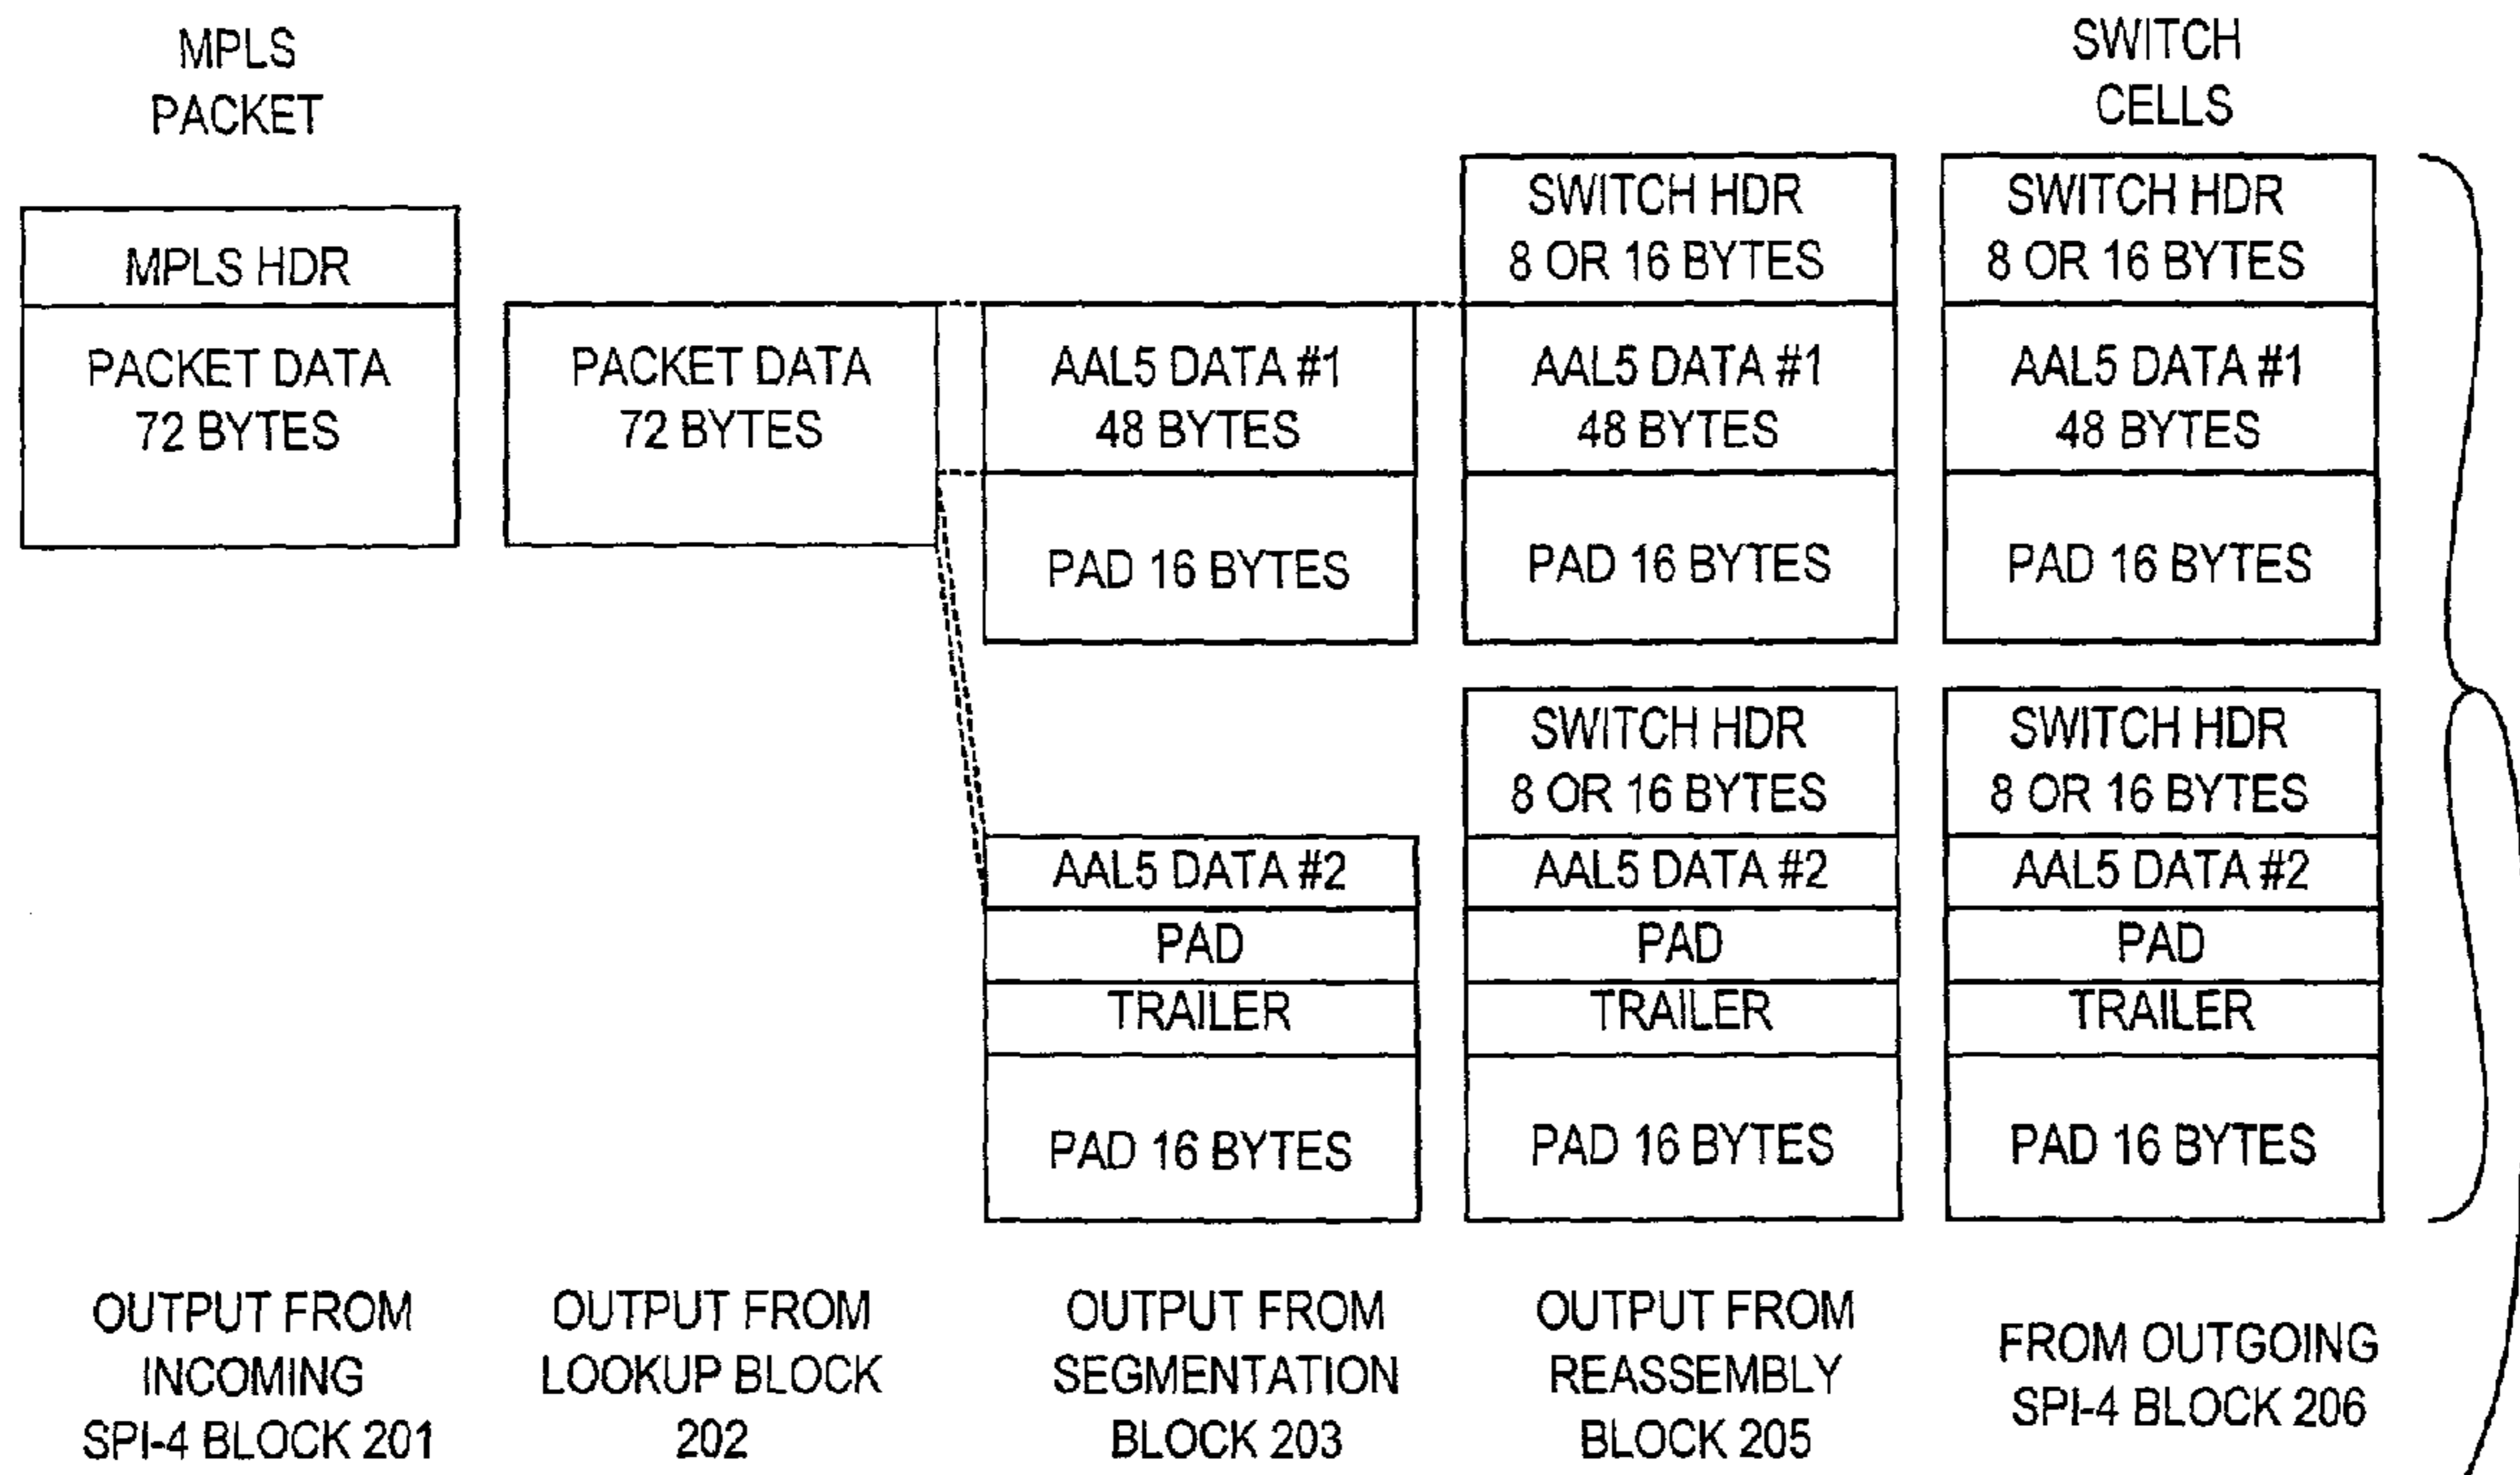 MPLS
PACKET
SWITCH
CELLS
MPLS HDR
PACKET DATA
72 BYTES
PACKET DATA
72 BYTES
AAL5 DATA #1
48 BYTES
PAD 16 BYTES
SWITCH HDR
8 OR 16 BYTES
AAL5 DATA #1
48 BYTES
PAD 16 BYTES
SWITCH HDR
8 OR 16 BYTES
AAL5 DATA #1
48 BYTES
PAD 16 BYTES
AAL5 DATA #2
PAD
TRAILER
PAD 16 BYTES
SWITCH HDR
8 OR 16 BYTES
AAL5 DATA #2
PAD
TRAILER
PAD 16 BYTES
SWITCH HDR
8 OR 16 BYTES
AAL5 DATA #2
PAD
TRAILER
PAD 16 BYTES
OUTPUT FROM
INCOMING
SPI-4 BLOCK 201
OUTPUT FROM
LOOKUP BLOCK
202
OUTPUT FROM
SEGMENTATION
BLOCK 203
OUTPUT FROM
REASSEMBLY
BLOCK 205
FROM OUTGOING
SPI-4 BLOCK 206